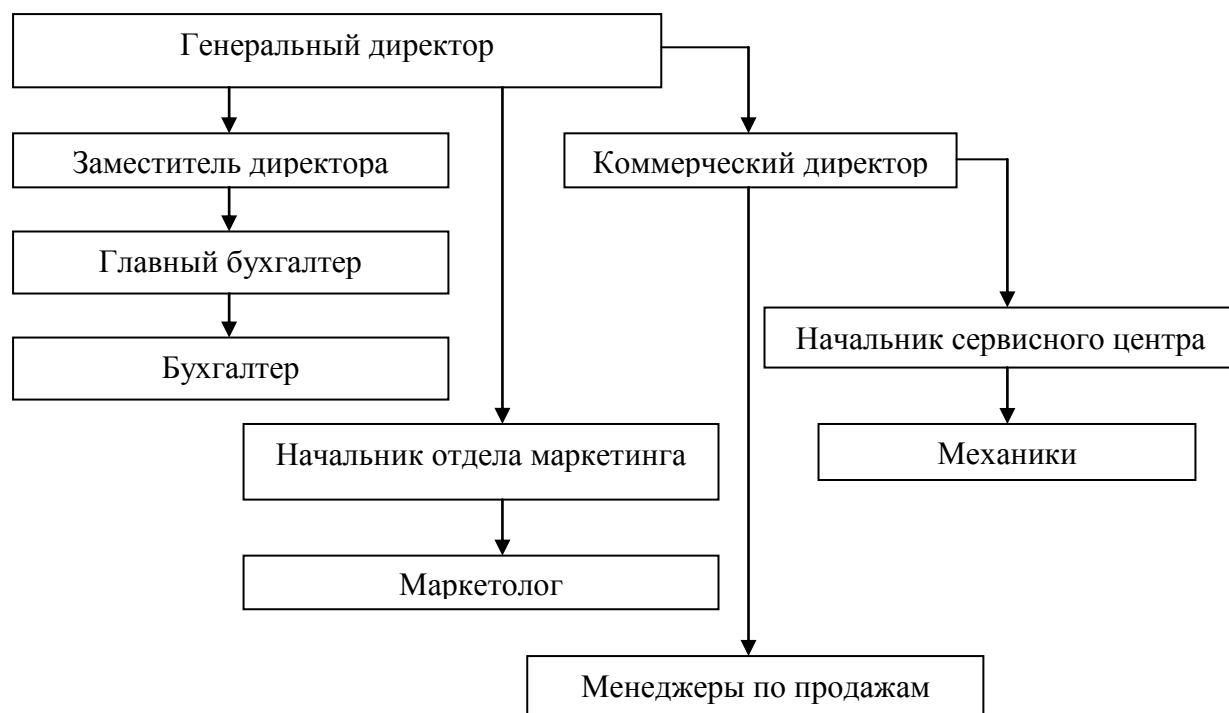 Генеральный директор
Заместитель директора
Коммерческий директор
Главный бухгалтер
Начальник сервисного центра
Бухгалтер
Начальник отдела маркетинга
Механики
Маркетолог
Менеджеры по продажам